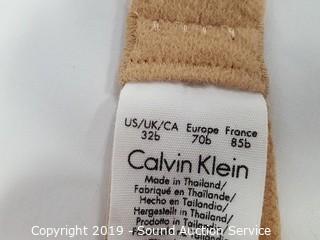 US/UK/CA Europe France
32b 70b 85b
Calvin Klein
Made in Thailand/
Fabriqué en Thaïlande/
Hecho en Tailandia/
Hergestellt in Thailand/
Prodotto in Tailandia/
Copyright 2019 - Sound Auction Service